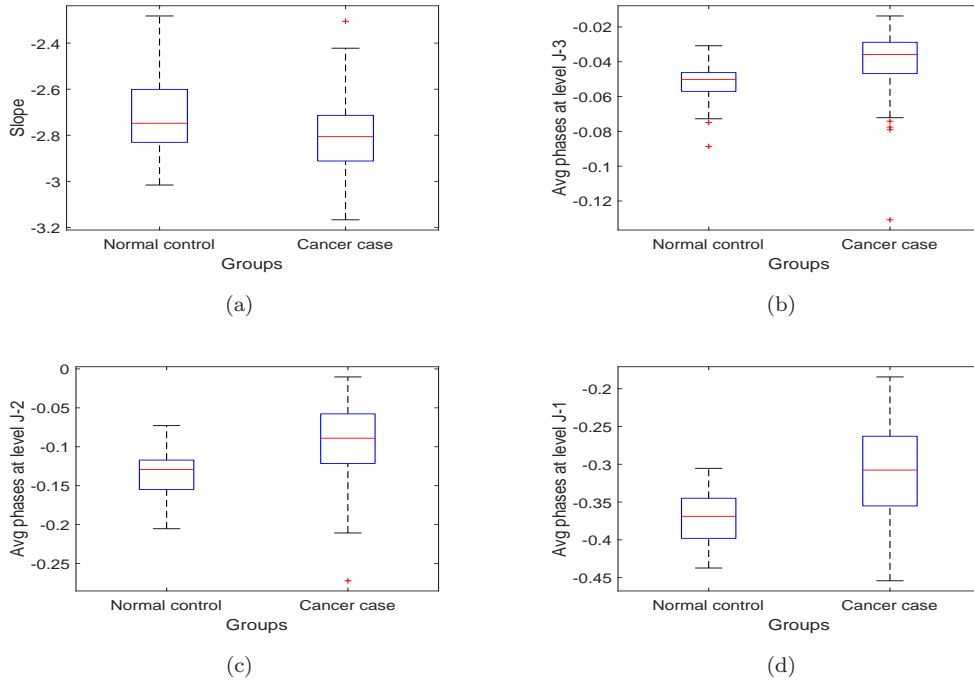 Slope
-2.4
-2.6
-2.8
-3
-3.2
Normal control Cancer case
Groups
(a)
Avg phases at level J-3
-0.02
-0.04
-0.06
-0.08
-0.1
-0.12
Normal control Cancer case
Groups
(b)
Avg phases at level J-2
0
-0.05
-0.1
-0.15
-0.2
-0.25
Normal control Cancer case
Groups
(c)
Avg phases at level J-1
-0.2
-0.25
-0.3
-0.35
-0.4
-0.45
Normal control Cancer case
Groups
(d)